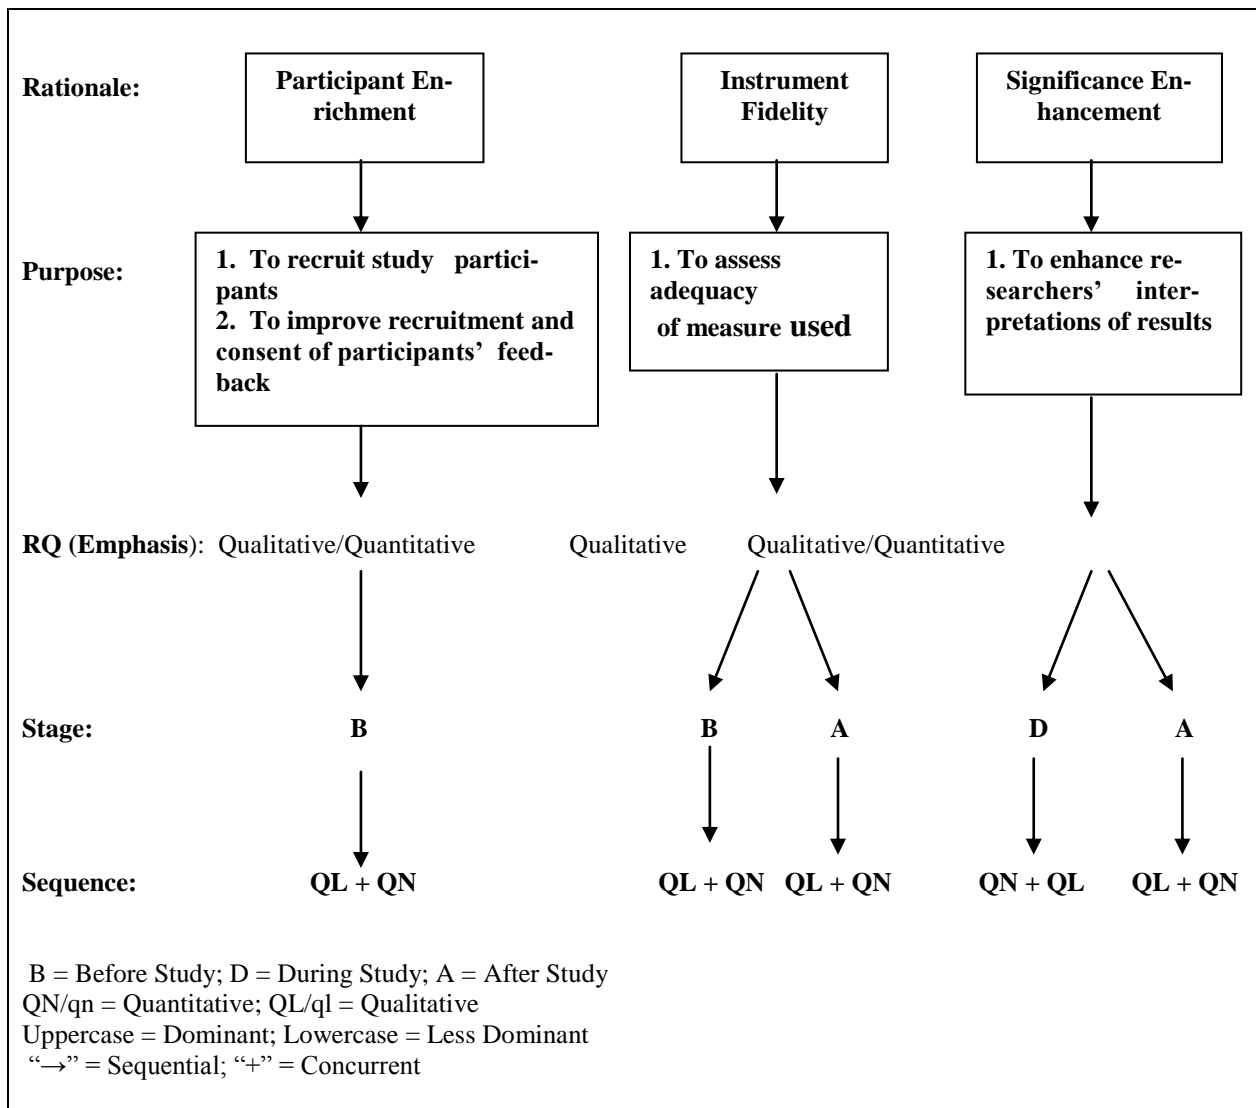 Rationale:
Participant En-
richment
Instrument
Fidelity
Significance En-
hancement
Purpose:
1. To recruit study partici-
pants
2. To improve recruitment and
consent of participants’ feed-
back
1. To assess
adequacy
of measure used
1. To enhance re-
searchers’ inter-
pretations of results
RQ (Emphasis): Qualitative/Quantitative Qualitative Qualitative/Quantitative
Stage: B B A D A
Sequence: QL + QN QL + QN QL + QN QN + QL QL + QN
B = Before Study; D = During Study; A = After Study
QN/qn = Quantitative; QL/ql = Qualitative
Uppercase = Dominant; Lowercase = Less Dominant
“→” = Sequential; “+” = Concurrent